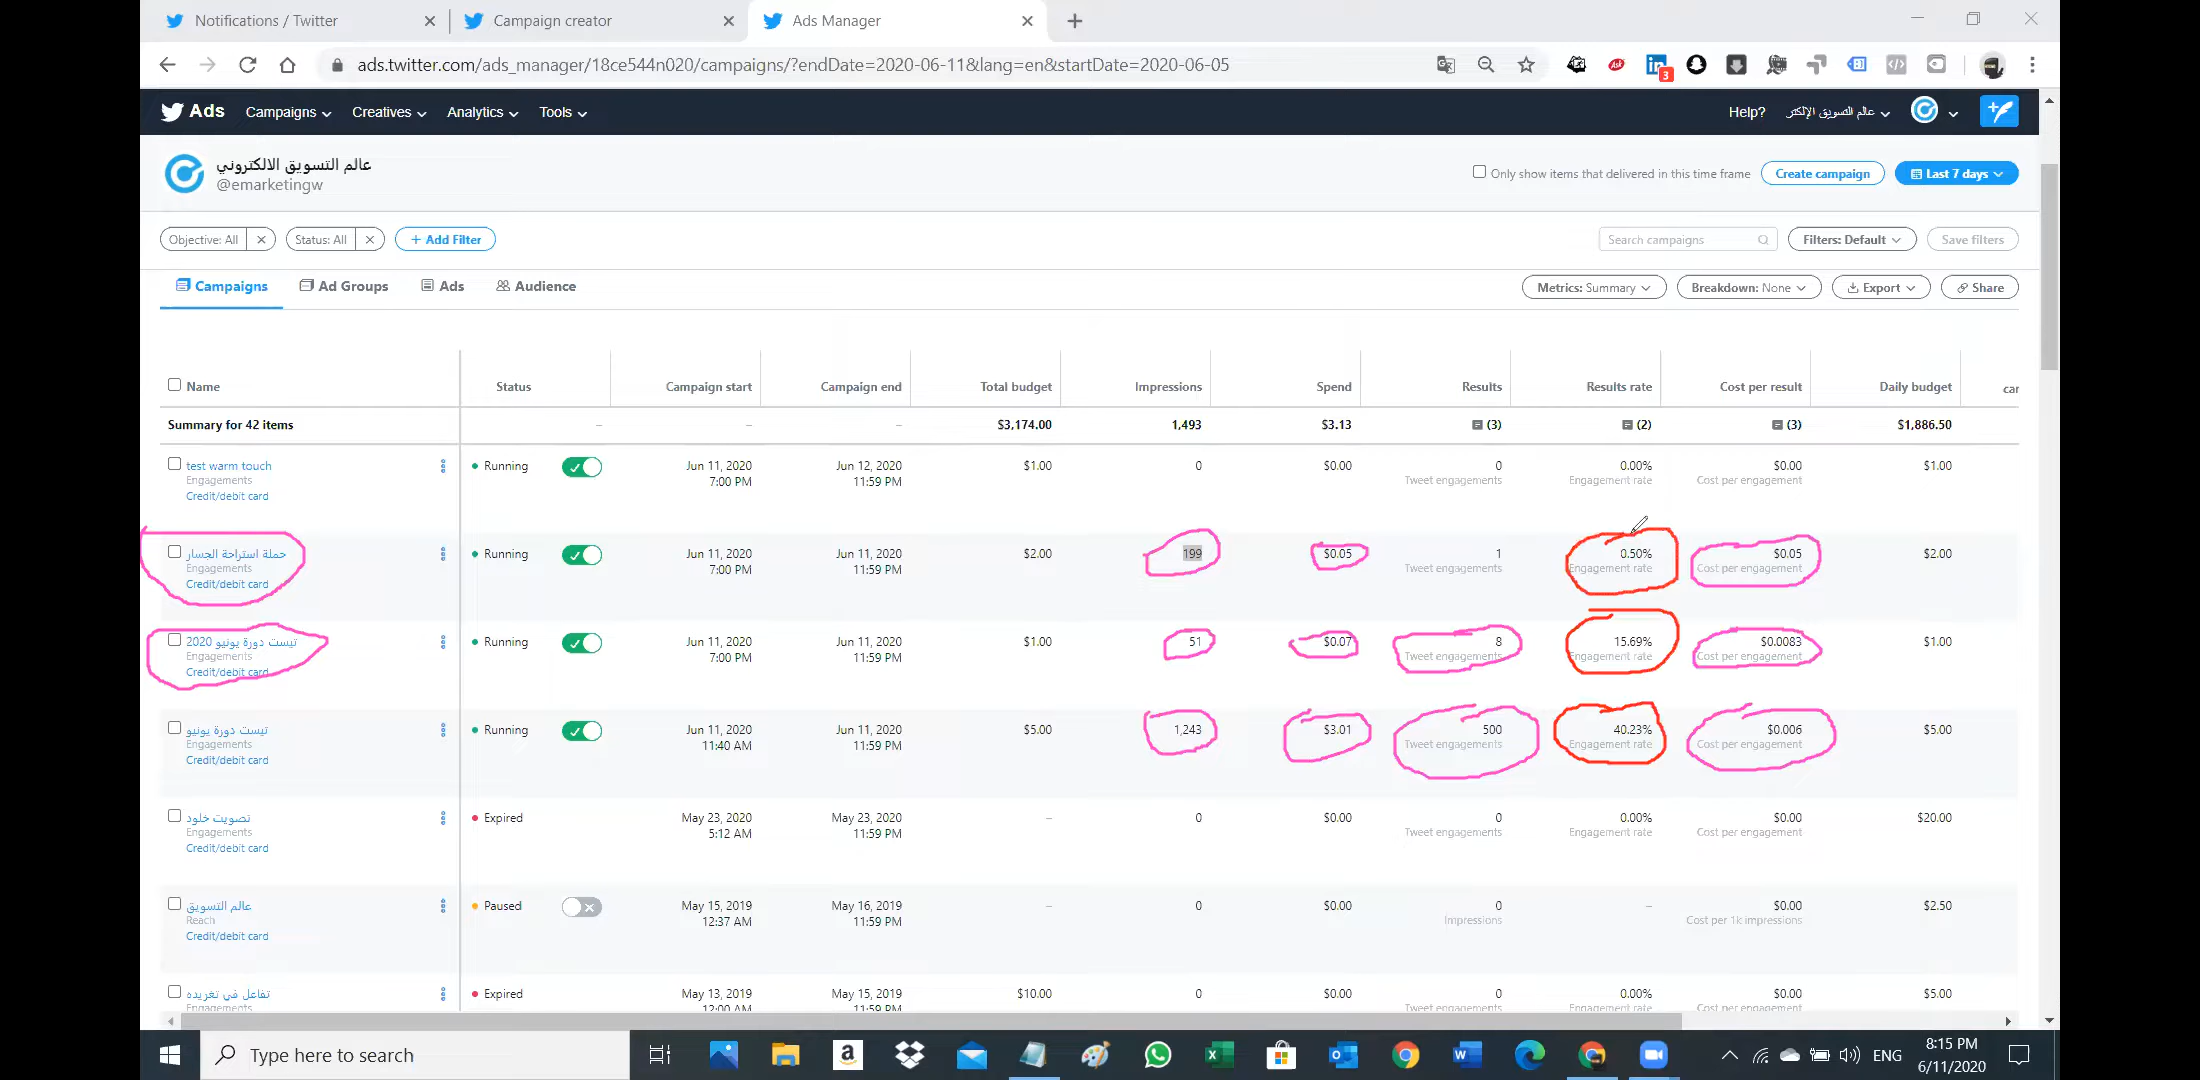 Notifications / Twitter
Campaign creator
Ads Manager
ads.twitter.com/ads_manager/18ce544n020/campaigns/?endDate=2020-06-11&lang=en&startDate=2020-06-05
3
Ads Campaigns Creatives Analytics Tools
Help? عالم التسويق الإلكتر
عالم التسويق الالكتروني
@emarketingw
Only show items that delivered in this time frame
Create campaign
Last 7 days
Objective: All
Status: All
Add Filter
Search campaigns
Filters: Default
Save filters
Campaigns Ad Groups Ads Audience
Metrics: Summary
Breakdown: None
Export
Share
Name Status Campaign start Campaign end Total budget Impressions Spend Results Results rate Cost per result Daily budget car
Summary for 42 items – – – $3,174.00 1,493 $3.13 (3) (2) (3) $1,886.50
test warm touch Running Jun 11, 2020 Jun 12, 2020 $1.00 0 $0.00 0 0.00% $0.00 $1.00
Engagements 7:00 PM 11:59 PM Tweet engagements Engagement rate Cost per engagement
Credit/debit card
حملة استراحة الجسار Running Jun 11, 2020 Jun 11, 2020 $2.00 199 $0.05 1 0.50% $0.05 $2.00
Engagements 7:00 PM 11:59 PM Tweet engagements Engagement rate Cost per engagement
Credit/debit card
تيست دورة يونيو 2020 Running Jun 11, 2020 Jun 11, 2020 $1.00 51 $0.07 8 15.69% $0.0083 $1.00
Engagements 7:00 PM 11:59 PM Tweet engagements Engagement rate Cost per engagement
Credit/debit card
تيست دورة يونيو Running Jun 11, 2020 Jun 11, 2020 $5.00 1,243 $3.01 500 40.23% $0.006 $5.00
Engagements 11:40 AM 11:59 PM Tweet engagements Engagement rate Cost per engagement
Credit/debit card
تصويت خلود Expired May 23, 2020 May 23, 2020 – 0 $0.00 0 0.00% $0.00 $20.00
Engagements 5:12 AM 11:59 PM Tweet engagements Engagement rate Cost per engagement
Credit/debit card
عالم التسويق Paused May 15, 2019 May 16, 2019 – 0 $0.00 0 – $0.00 $2.50
Reach 12:37 AM 11:59 PM Impressions Cost per 1k impressions
Credit/debit card
تفاعل في تغريده Expired May 13, 2019 May 15, 2019 $10.00 0 $0.00 0 0.00% $0.00 $5.00
Engagements 12:00 AM 11:59 PM Tweet engagements Engagement rate Cost per engagement
Type here to search
ENG
8:15 PM
6/11/2020